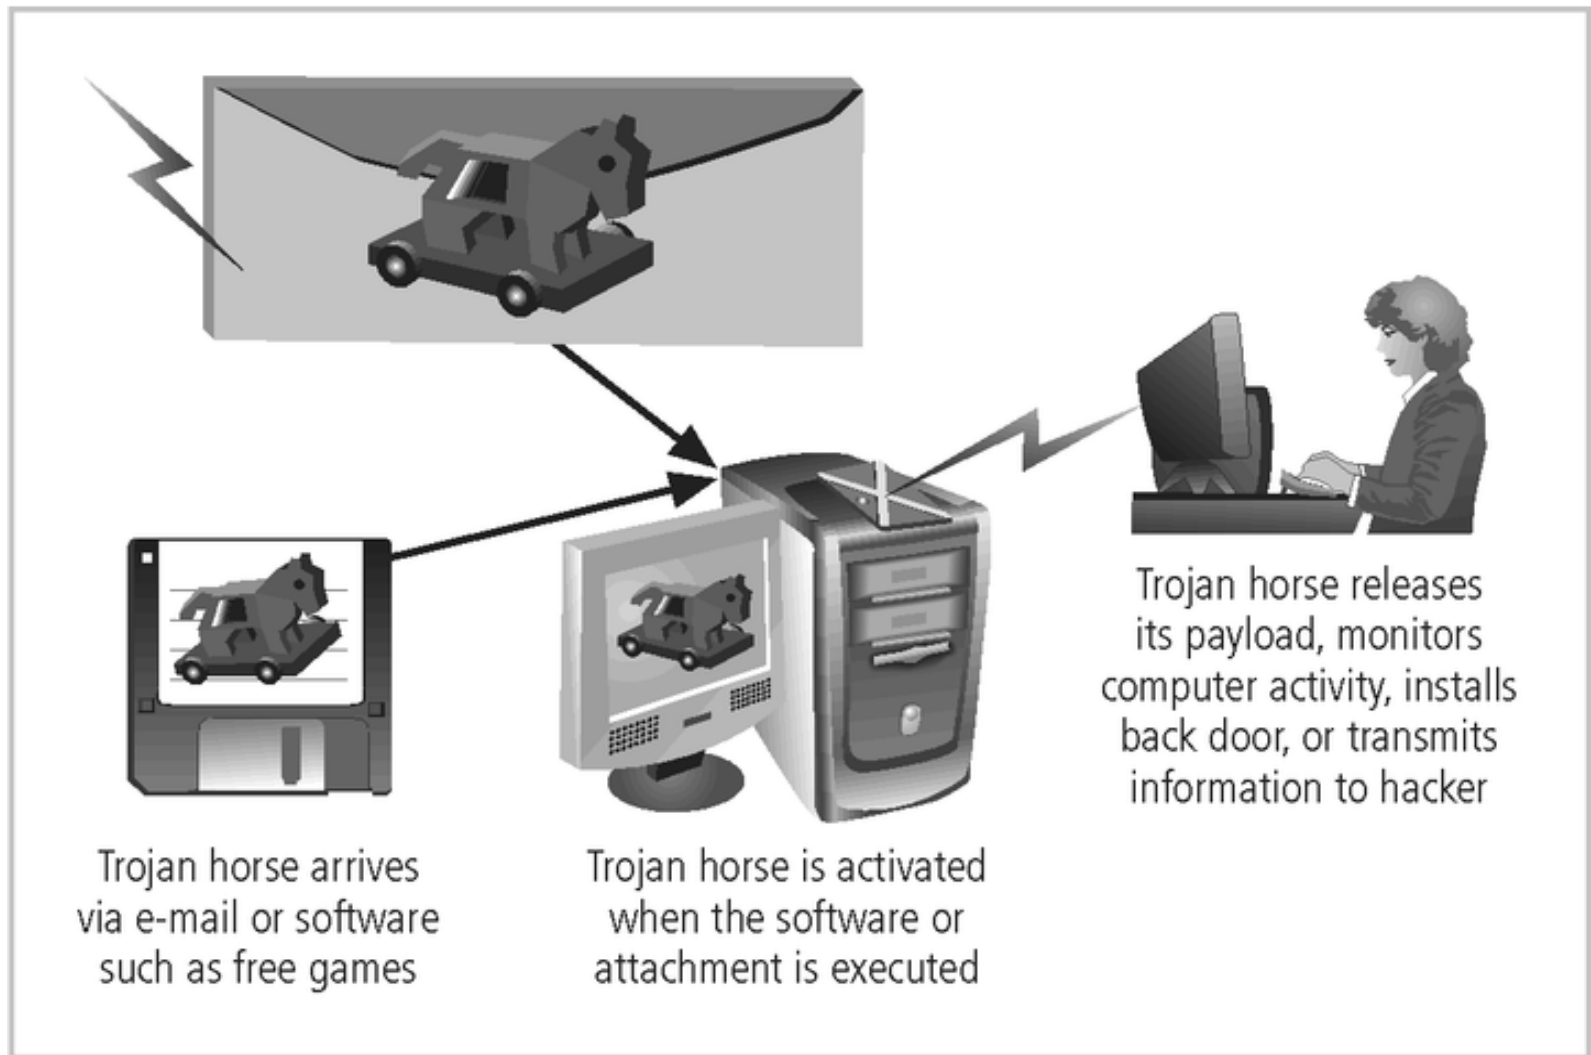 Trojan horse arrives
via e-mail or software
such as free games
Trojan horse is activated
when the software or
attachment is executed
Trojan horse releases
its payload, monitors
computer activity, installs
back door, or transmits
information to hacker